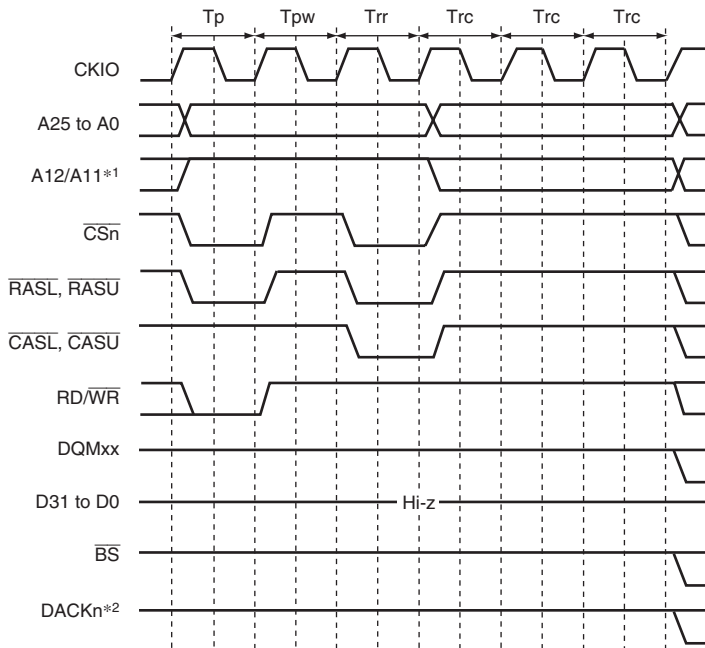 Tp Tpw Trr Trc Trc Trc
CKIO
A25 to A0
A12/A11*1
CSn
RASL, RASU
CASL, CASU
RD/WR
DQMxx
D31 to D0 Hi-z
BS
DACKn*2